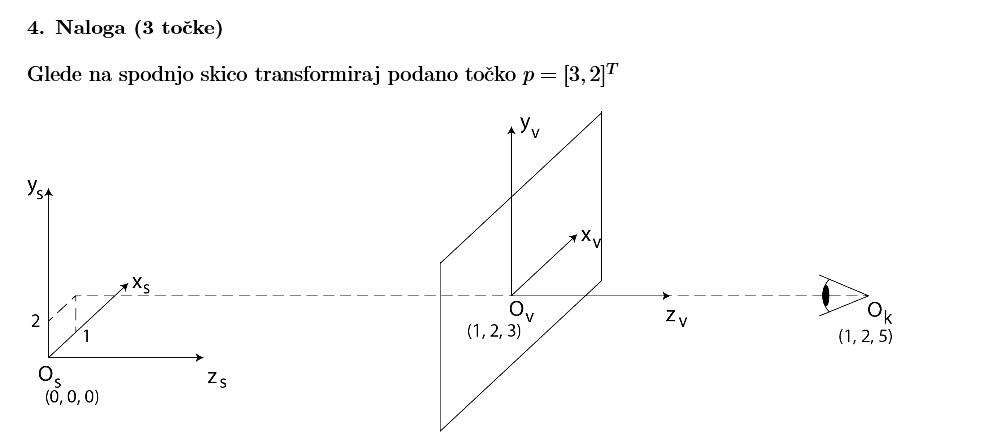 4. Naloga (3 točke)
Glede na spodnjo skico transformiraj podano točko p = [3, 2]^T
y_v
y_s
x_v
x_s
2
1
O_v
(1, 2, 3)
z_v
O_k
(1, 2, 5)
O_s
(0, 0, 0)
z_s